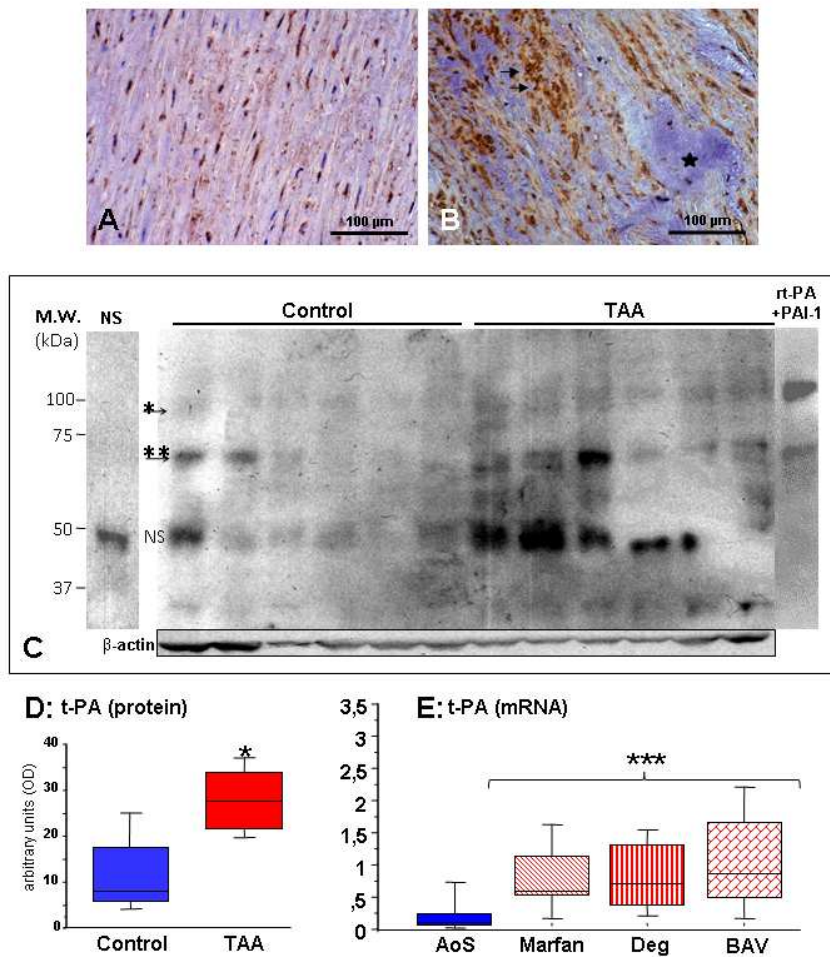 A
100 µm
B
100 µm
M.W.
(kDa)
NS
Control
TAA
rt-PA
+PAI-1
100
75
50
37
*
**
NS
C
β-actin
D: t-PA (protein)
arbitrary units (OD)
40
30
20
10
0
*
Control
TAA
E: t-PA (mRNA)
3,5
3
2,5
2
1,5
1
,5
0
***
AoS
Marfan
Deg
BAV